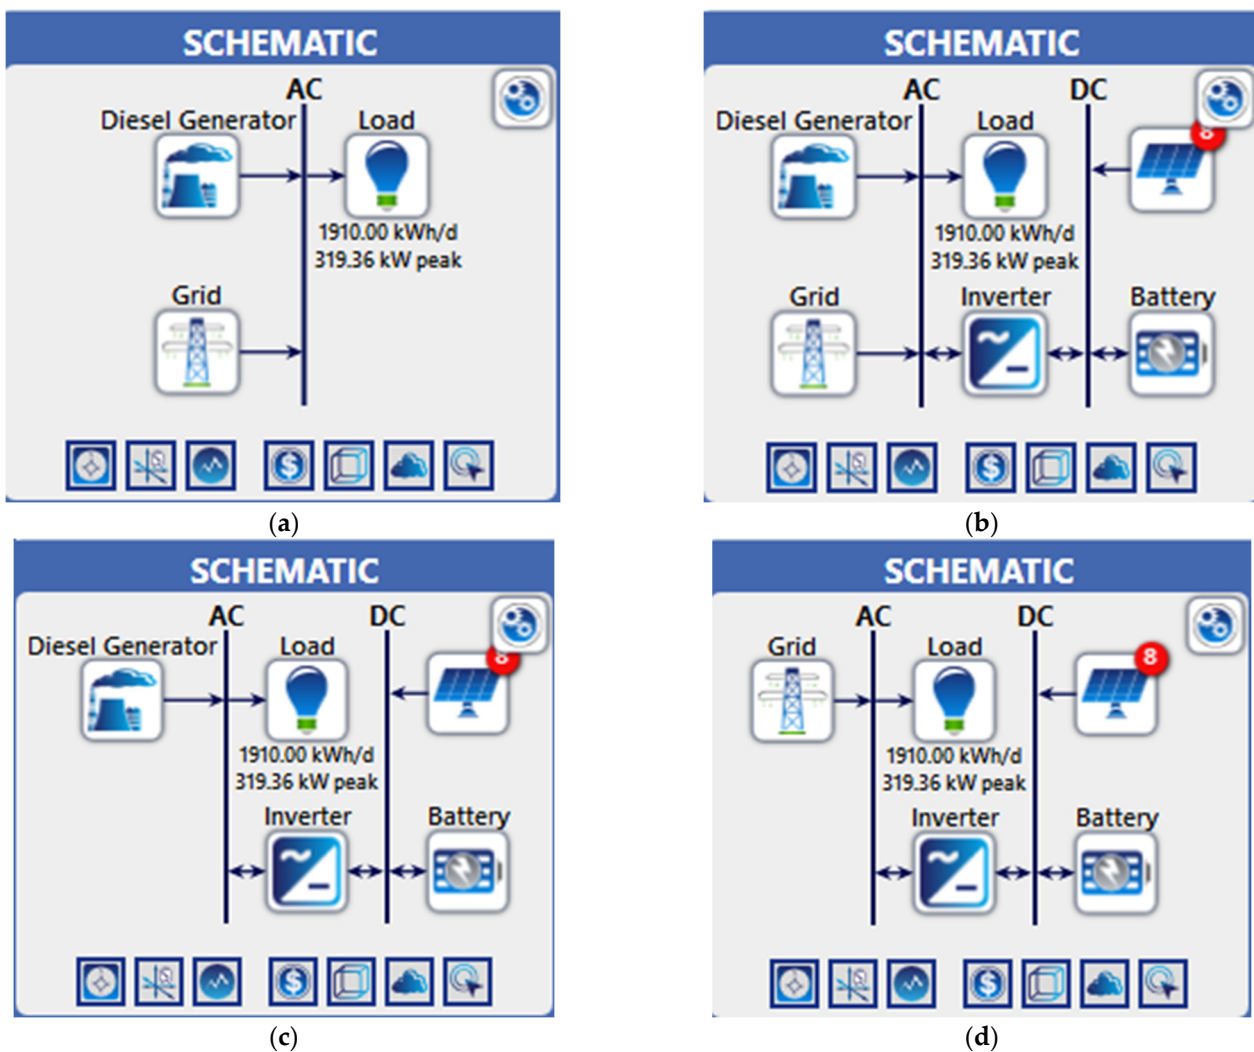 SCHEMATIC
AC
Diesel Generator Load
1910.00 kWh/d
319.36 kW peak
Grid
(a)
SCHEMATIC
AC DC
Diesel Generator Load
8
1910.00 kWh/d
319.36 kW peak
Grid Inverter Battery
(b)
SCHEMATIC
AC DC
Diesel Generator Load
8
1910.00 kWh/d
319.36 kW peak
Inverter Battery
(c)
SCHEMATIC
AC DC
Grid Load
8
1910.00 kWh/d
319.36 kW peak
Inverter Battery
(d)